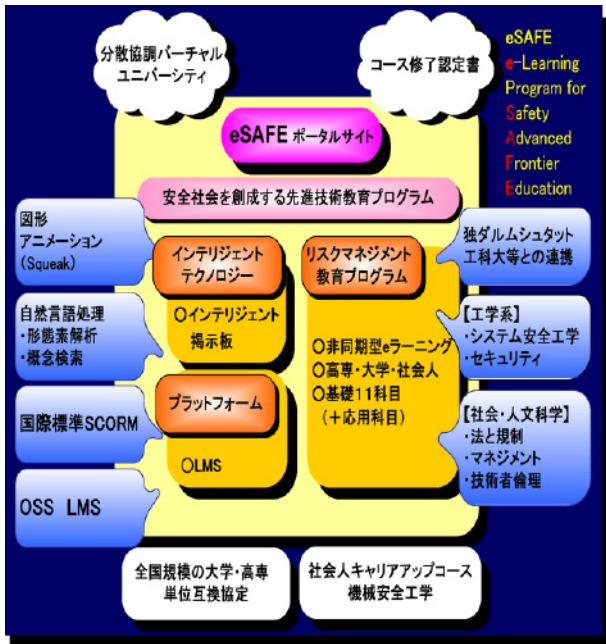 分散協調バーチャル
ユニバーシティ
コース修了認定書
eSAFE
e-Learning
Program for
Safety
Advanced
Frontier
Education
eSAFE ポータルサイト
安全社会を創成する先進技術教育プログラム
図形
アニメーション
(Squeak)
自然言語処理
・形態素解析
・概念検索
国際標準SCORM
OSS LMS
インテリジェント
テクノロジー
○インテリジェント
掲示板
プラットフォーム
○LMS
リスクマネジメント
教育プログラム
○非同期型eラーニング
○高専・大学・社会人
○基礎11科目
(+応用科目)
独ダルムシュタット
工科大等との連携
【工学系】
・システム安全工学
・セキュリティ
【社会・人文科学】
・法と規制
・マネジメント
・技術者倫理
全国規模の大学・高専
単位互換協定
社会人キャリアアップコース
機械安全工学